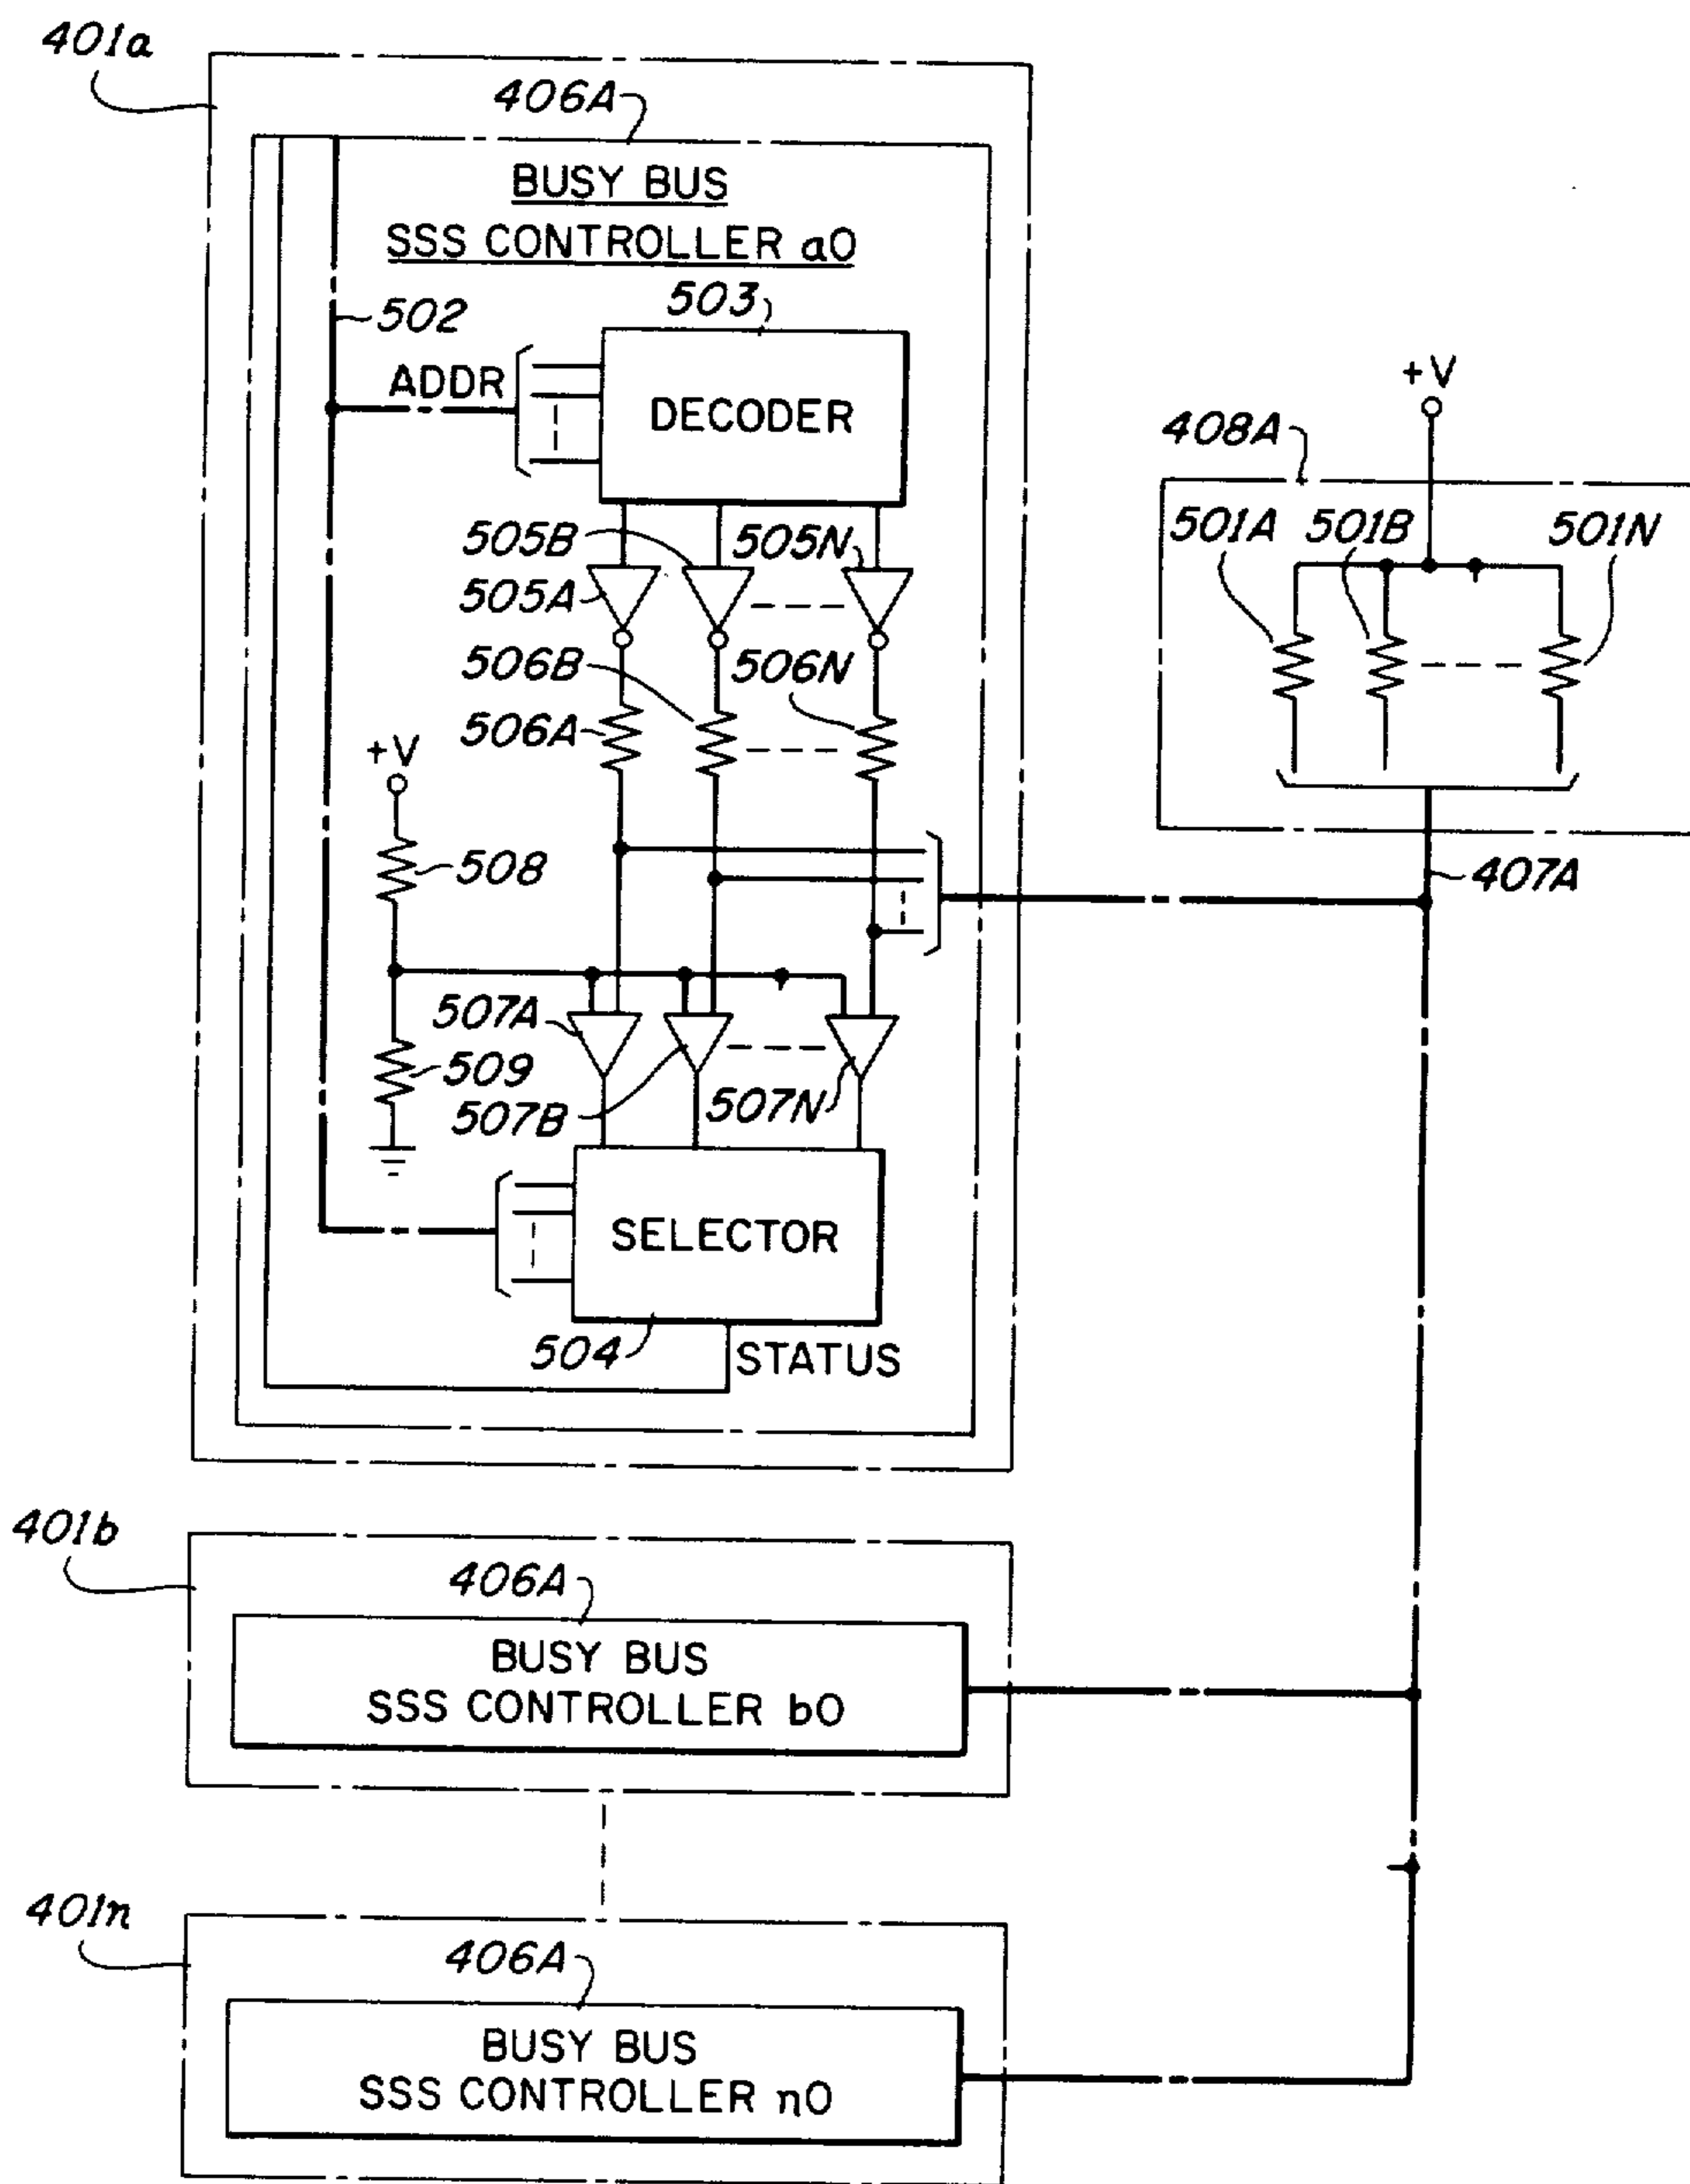 401a
406A
BUSY BUS
SSS CONTROLLER a0
503
502
ADDR
DECODER
+V
408A
505B
505N
501A
501B
501N
505A
506B
506N
506A
+V
508
407A
507A
509
507B
507N
SELECTOR
504
STATUS
401b
406A
BUSY BUS
SSS CONTROLLER b0
401n
406A
BUSY BUS
SSS CONTROLLER n0